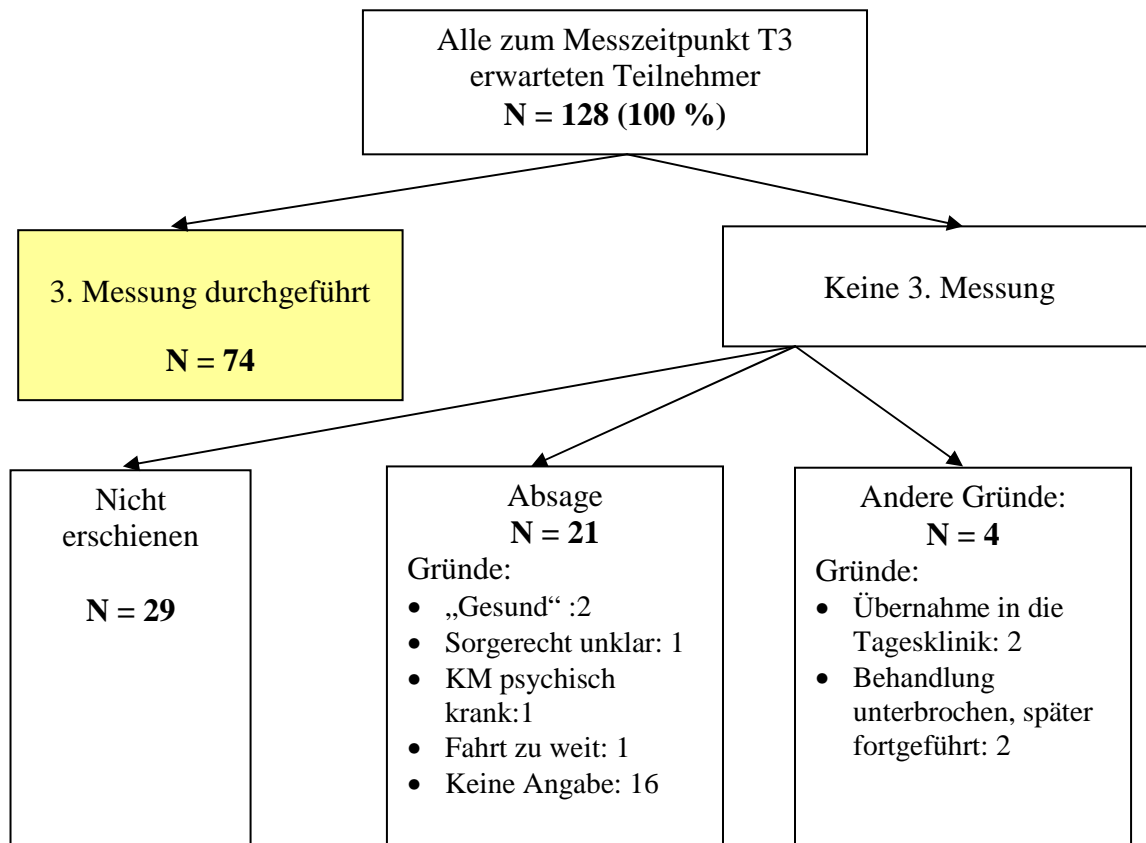 Alle zum Messzeitpunkt T3
erwarteten Teilnehmer
N = 128 (100 %)
3. Messung durchgeführt
N = 74
Keine 3. Messung
Nicht
erschienen
N = 29
Absage
N = 21
Gründe:
• „Gesund“ :2
• Sorgerecht unklar: 1
• KM psychisch
krank:1
• Fahrt zu weit: 1
• Keine Angabe: 16
Andere Gründe:
N = 4
Gründe:
• Übernahme in die
Tagesklinik: 2
• Behandlung
unterbrochen, später
fortgeführt: 2